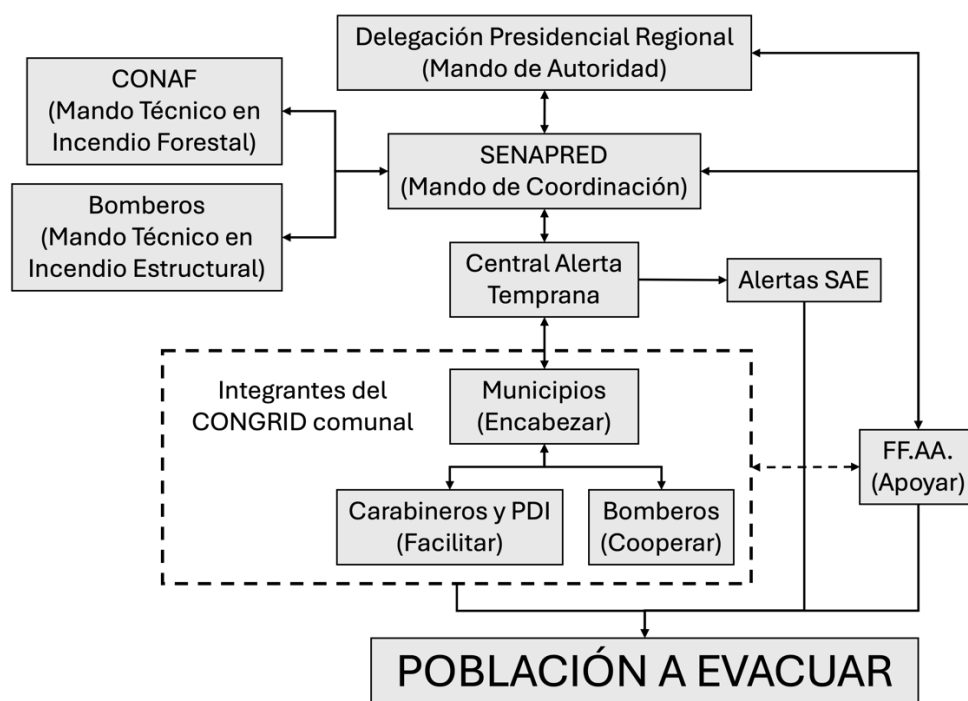 Delegación Presidencial Regional
(Mando de Autoridad)
CONAF
(Mando Técnico en
Incendio Forestal)
SENAPRED
(Mando de Coordinación)
Bomberos
(Mando Técnico en
Incendio Estructural)
Central Alerta
Temprana
Alertas SAE
Integrantes del
CONGRID comunal
Municipios
(Encabezar)
FF.AA.
(Apoyar)
Carabineros y PDI
(Facilitar)
Bomberos
(Cooperar)
POBLACIÓN A EVACUAR